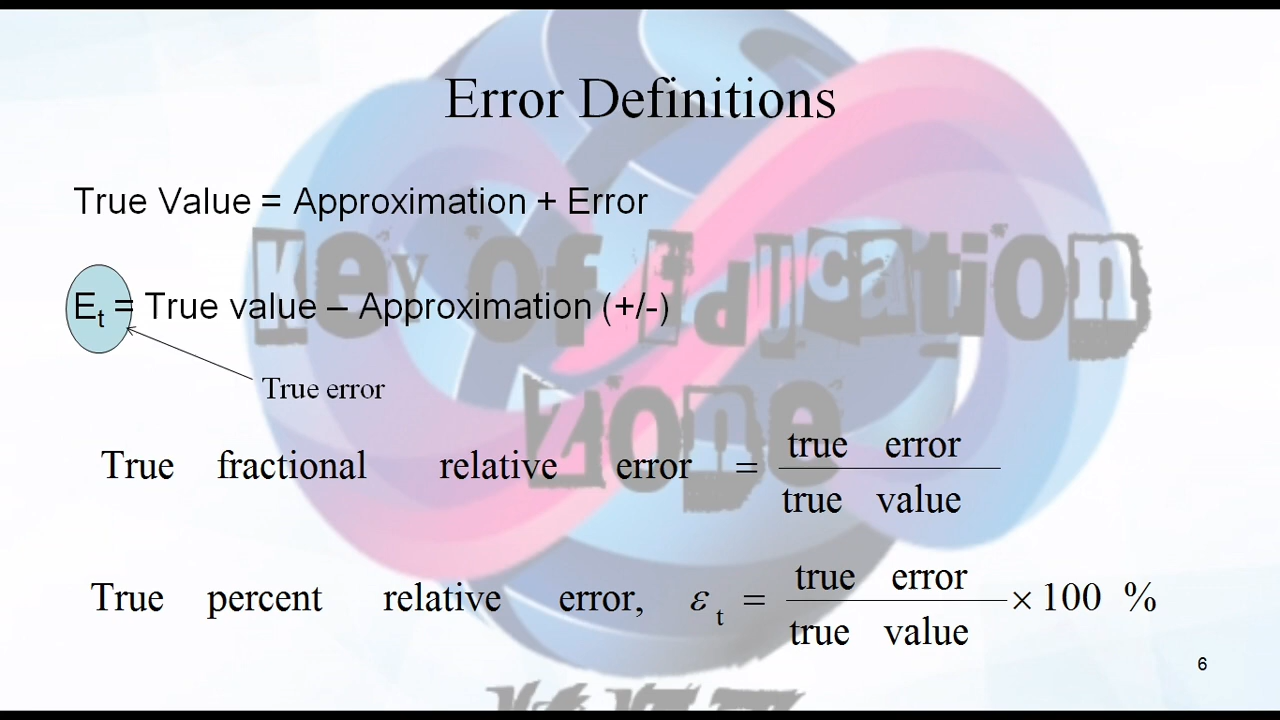 Error Definitions
True Value = Approximation + Error
Et = True value – Approximation (+/-)
True error
True fractional relative error = true error / true value
True percent relative error, εt = true error / true value × 100 %
Key of Education
Zone
6